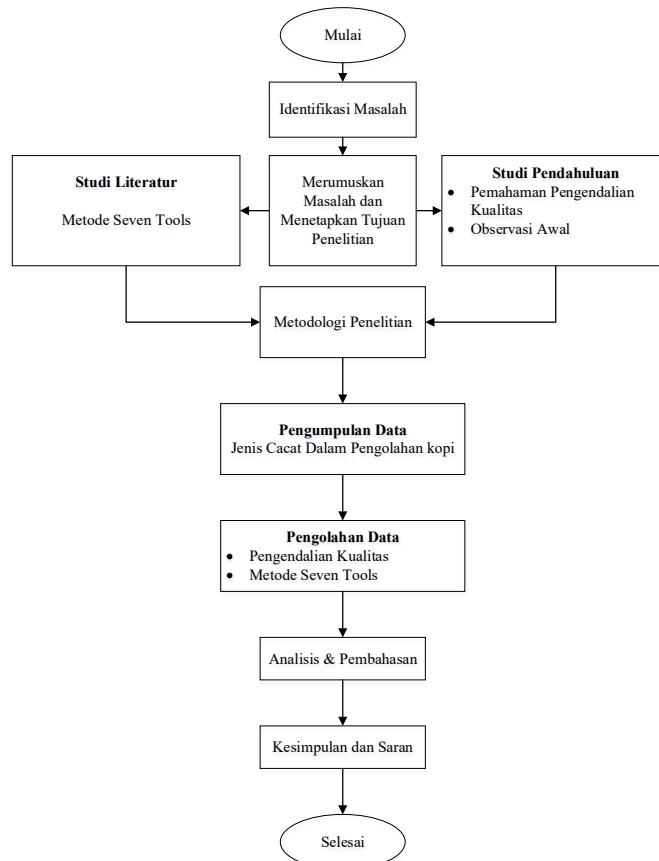 Mulai
Identifikasi Masalah
Studi Literatur
Metode Seven Tools
Merumuskan
Masalah dan
Menetapkan Tujuan
Penelitian
Studi Pendahuluan
• Pemahaman Pengendalian
Kualitas
• Observasi Awal
Metodologi Penelitian
Pengumpulan Data
Jenis Cacat Dalam Pengolahan kopi
Pengolahan Data
• Pengendalian Kualitas
• Metode Seven Tools
Analisis & Pembahasan
Kesimpulan dan Saran
Selesai